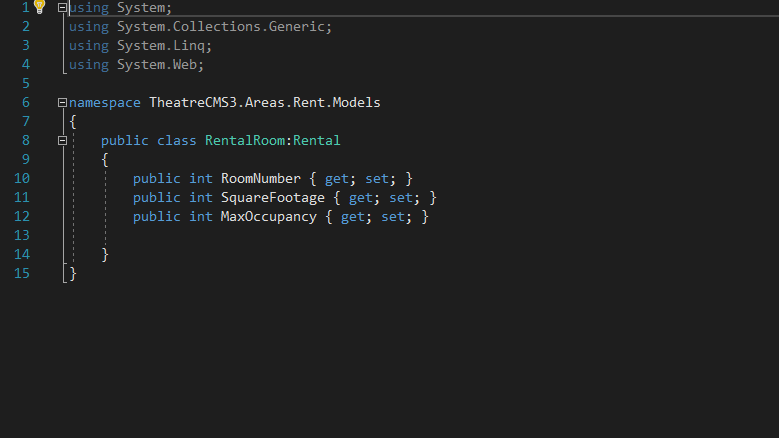 1 using System;
2 using System.Collections.Generic;
3 using System.Linq;
4 using System.Web;
5
6 namespace TheatreCMS3.Areas.Rent.Models
7 {
8 public class RentalRoom:Rental
9 {
10 public int RoomNumber { get; set; }
11 public int SquareFootage { get; set; }
12 public int MaxOccupancy { get; set; }
13
14 }
15 }